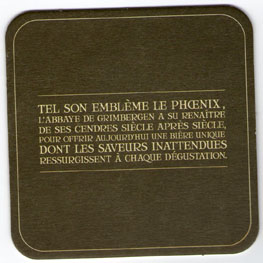 TEL SON EMBLÈME LE PHŒNIX,
L'ABBAYE DE GRIMBERGEN A SU RENAÎTRE
DE SES CENDRES SIÈCLE APRÈS SIÈCLE,
POUR OFFRIR AUJOURD'HUI UNE BIÈRE UNIQUE
DONT LES SAVEURS INATTENDUES
RESSURGISSENT À CHAQUE DÉGUSTATION.